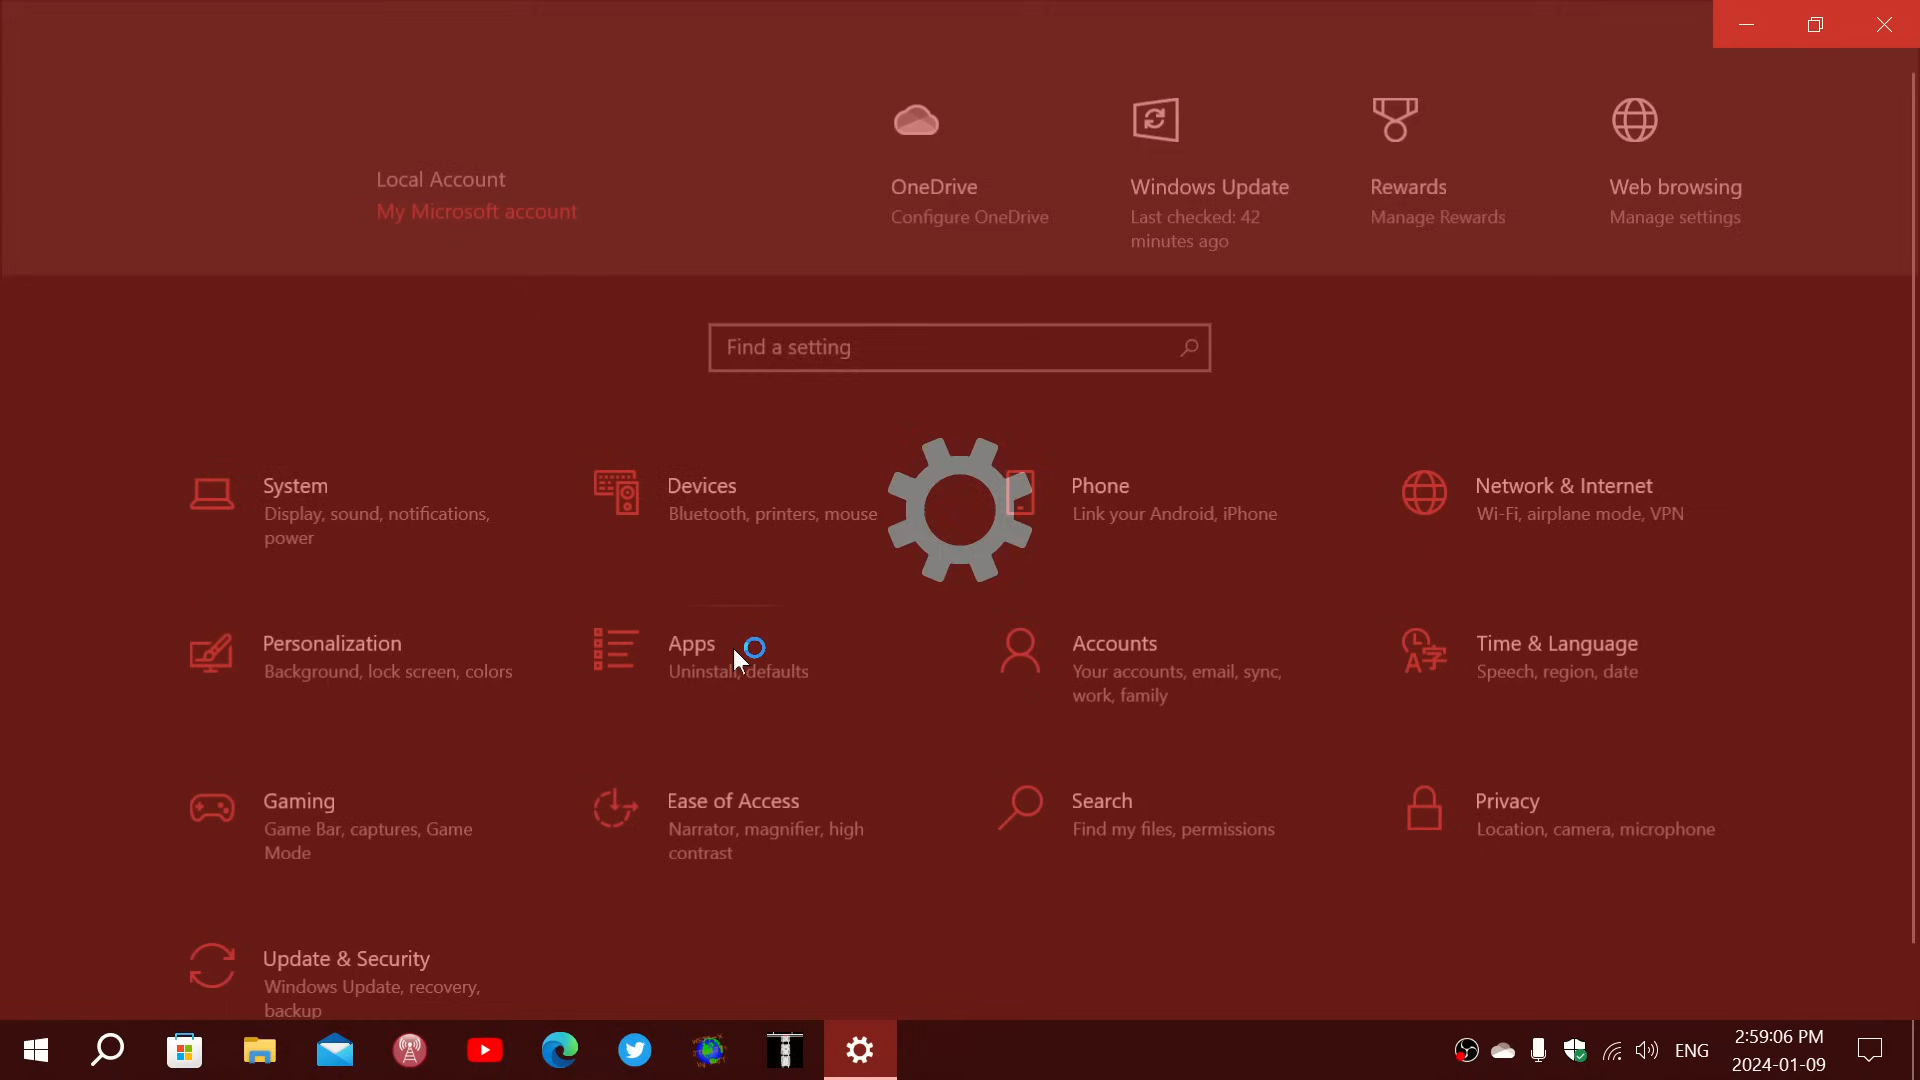 Local Account
My Microsoft account
OneDrive
Configure OneDrive
Windows Update
Last checked: 42
minutes ago
Rewards
Manage Rewards
Web browsing
Manage settings
Find a setting
System
Display, sound, notifications,
power
Devices
Bluetooth, printers, mouse
Phone
Link your Android, iPhone
Network & Internet
Wi-Fi, airplane mode, VPN
Personalization
Background, lock screen, colors
Apps
Uninstall, defaults
Accounts
Your accounts, email, sync,
work, family
Time & Language
Speech, region, date
Gaming
Game Bar, captures, Game
Mode
Ease of Access
Narrator, magnifier, high
contrast
Search
Find my files, permissions
Privacy
Location, camera, microphone
Update & Security
Windows Update, recovery,
backup
ENG
2:59:06 PM
2024-01-09